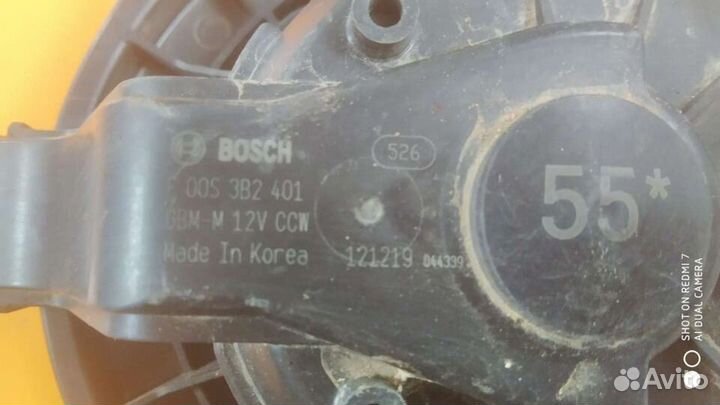 BOSCH
526
F 00S 3B2 401
GBM-M 12V CCW
Made In Korea
121219 044339
55*
SHOT ON REDMI 7
AI DUAL CAMERA
Avito